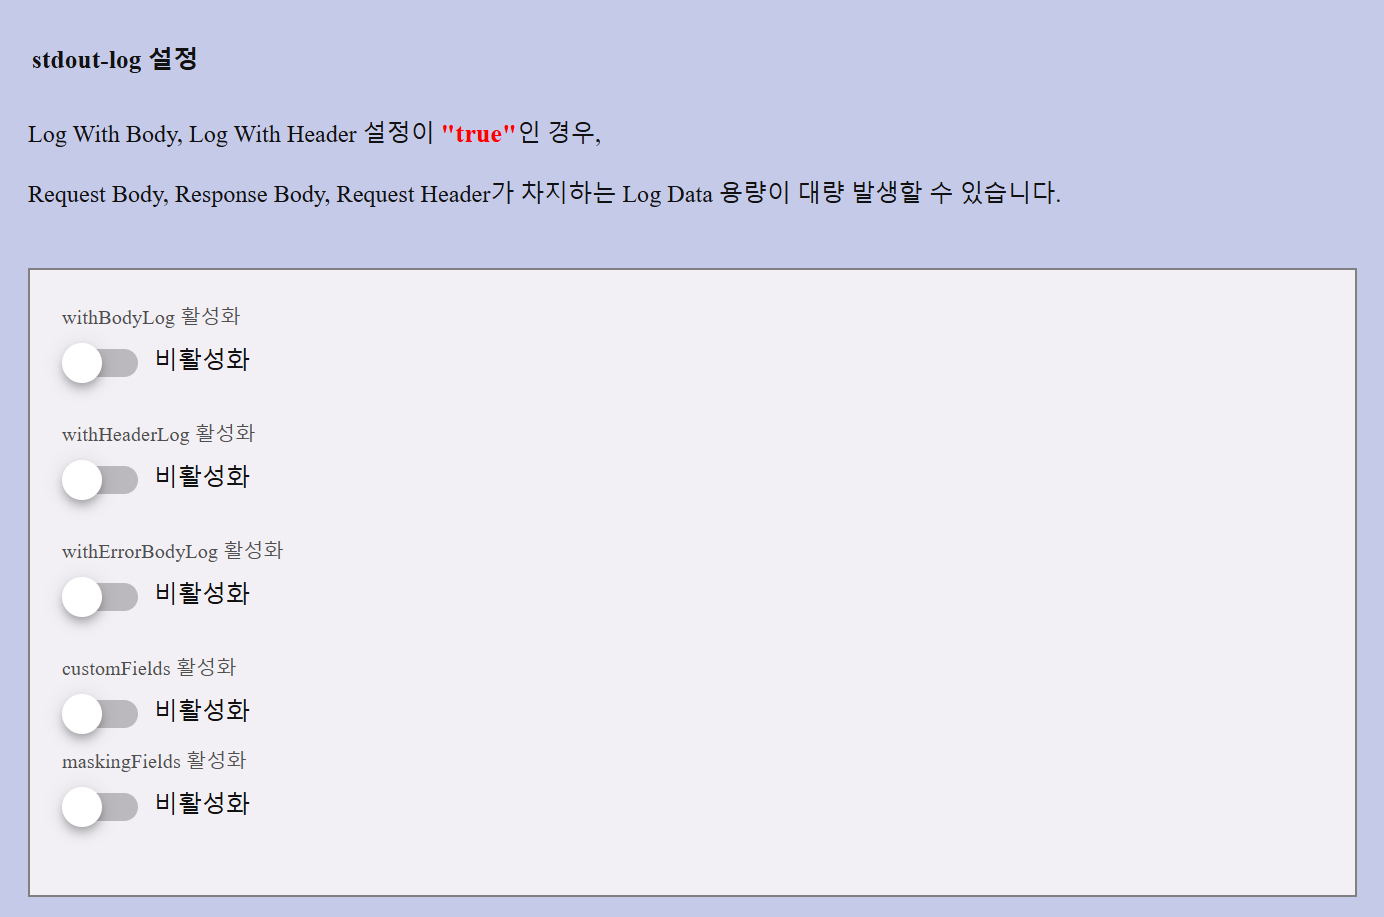 stdout-log 설정
Log With Body, Log With Header 설정이 "true"인 경우,
Request Body, Response Body, Request Header가 차지하는 Log Data 용량이 대량 발생할 수 있습니다.
withBodyLog 활성화
비활성화
withHeaderLog 활성화
비활성화
withErrorBodyLog 활성화
비활성화
customFields 활성화
비활성화
maskingFields 활성화
비활성화